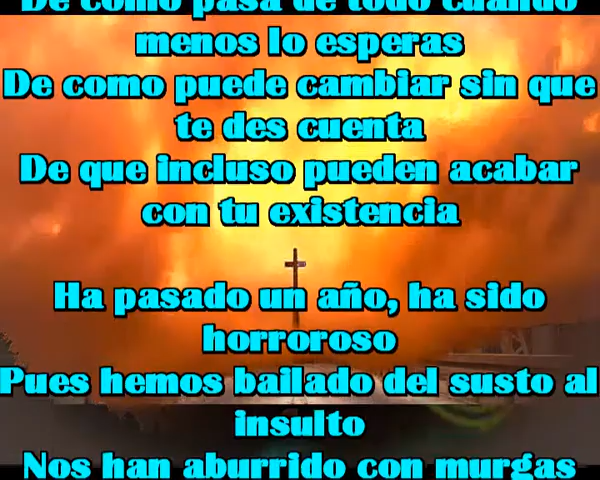 De como pasa de todo cuando
menos lo esperas
De como puede cambiar sin que
te des cuenta
De que incluso pueden acabar
con tu existencia
Ha pasado un año, ha sido
horroroso
Pues hemos bailado del susto al
insulto
Nos han aburrido con murgas